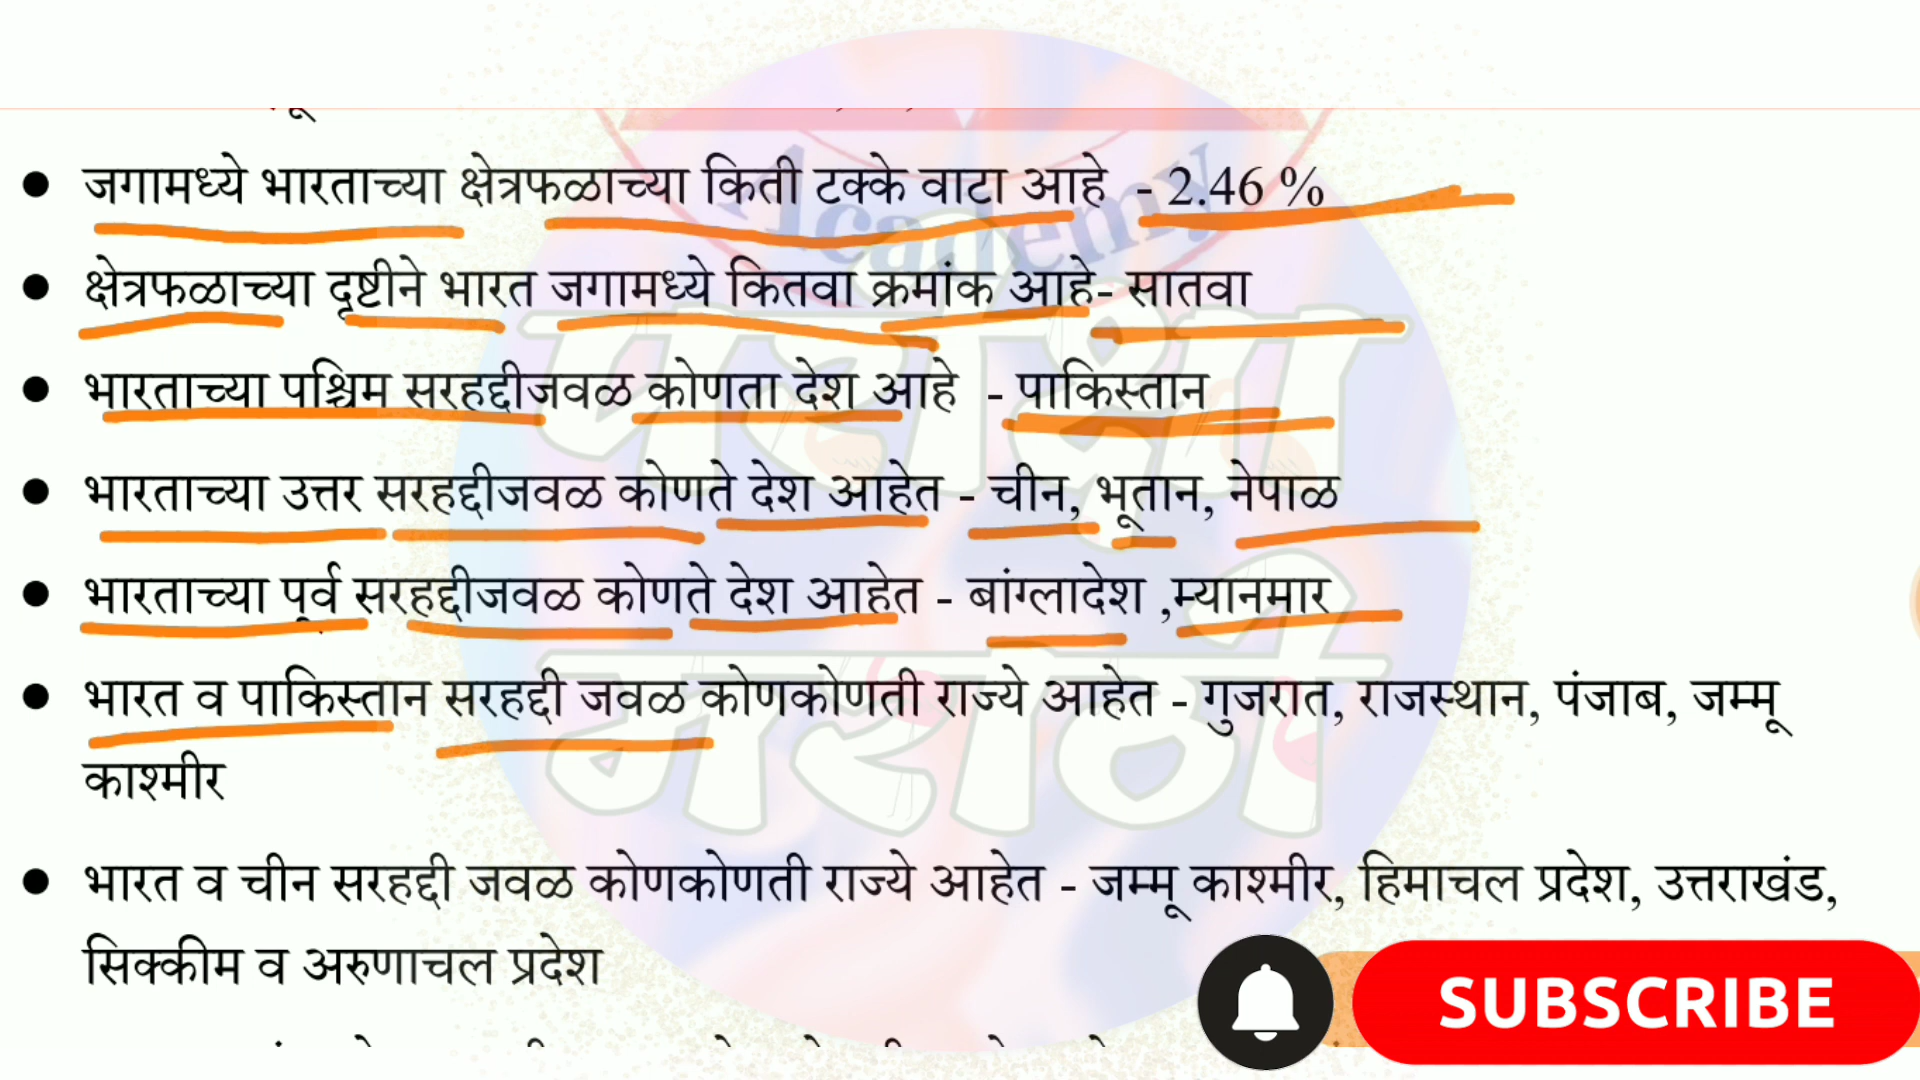 ● जगामध्ये भारताच्या क्षेत्रफळाच्या किती टक्के वाटा आहे - 2.46 %
● क्षेत्रफळाच्या दृष्टीने भारत जगामध्ये कितवा क्रमांक आहे- सातवा
● भारताच्या पश्चिम सरहद्दीजवळ कोणता देश आहे - पाकिस्तान
● भारताच्या उत्तर सरहद्दीजवळ कोणते देश आहेत - चीन, भूतान, नेपाळ
● भारताच्या पूर्व सरहद्दीजवळ कोणते देश आहेत - बांग्लादेश ,म्यानमार
● भारत व पाकिस्तान सरहद्दी जवळ कोणकोणती राज्ये आहेत - गुजरात, राजस्थान, पंजाब, जम्मू
काश्मीर
● भारत व चीन सरहद्दी जवळ कोणकोणती राज्ये आहेत - जम्मू काश्मीर, हिमाचल प्रदेश, उत्तराखंड,
सिक्कीम व अरुणाचल प्रदेश
SUBSCRIBE
Academy
परीक्षा
मराठी